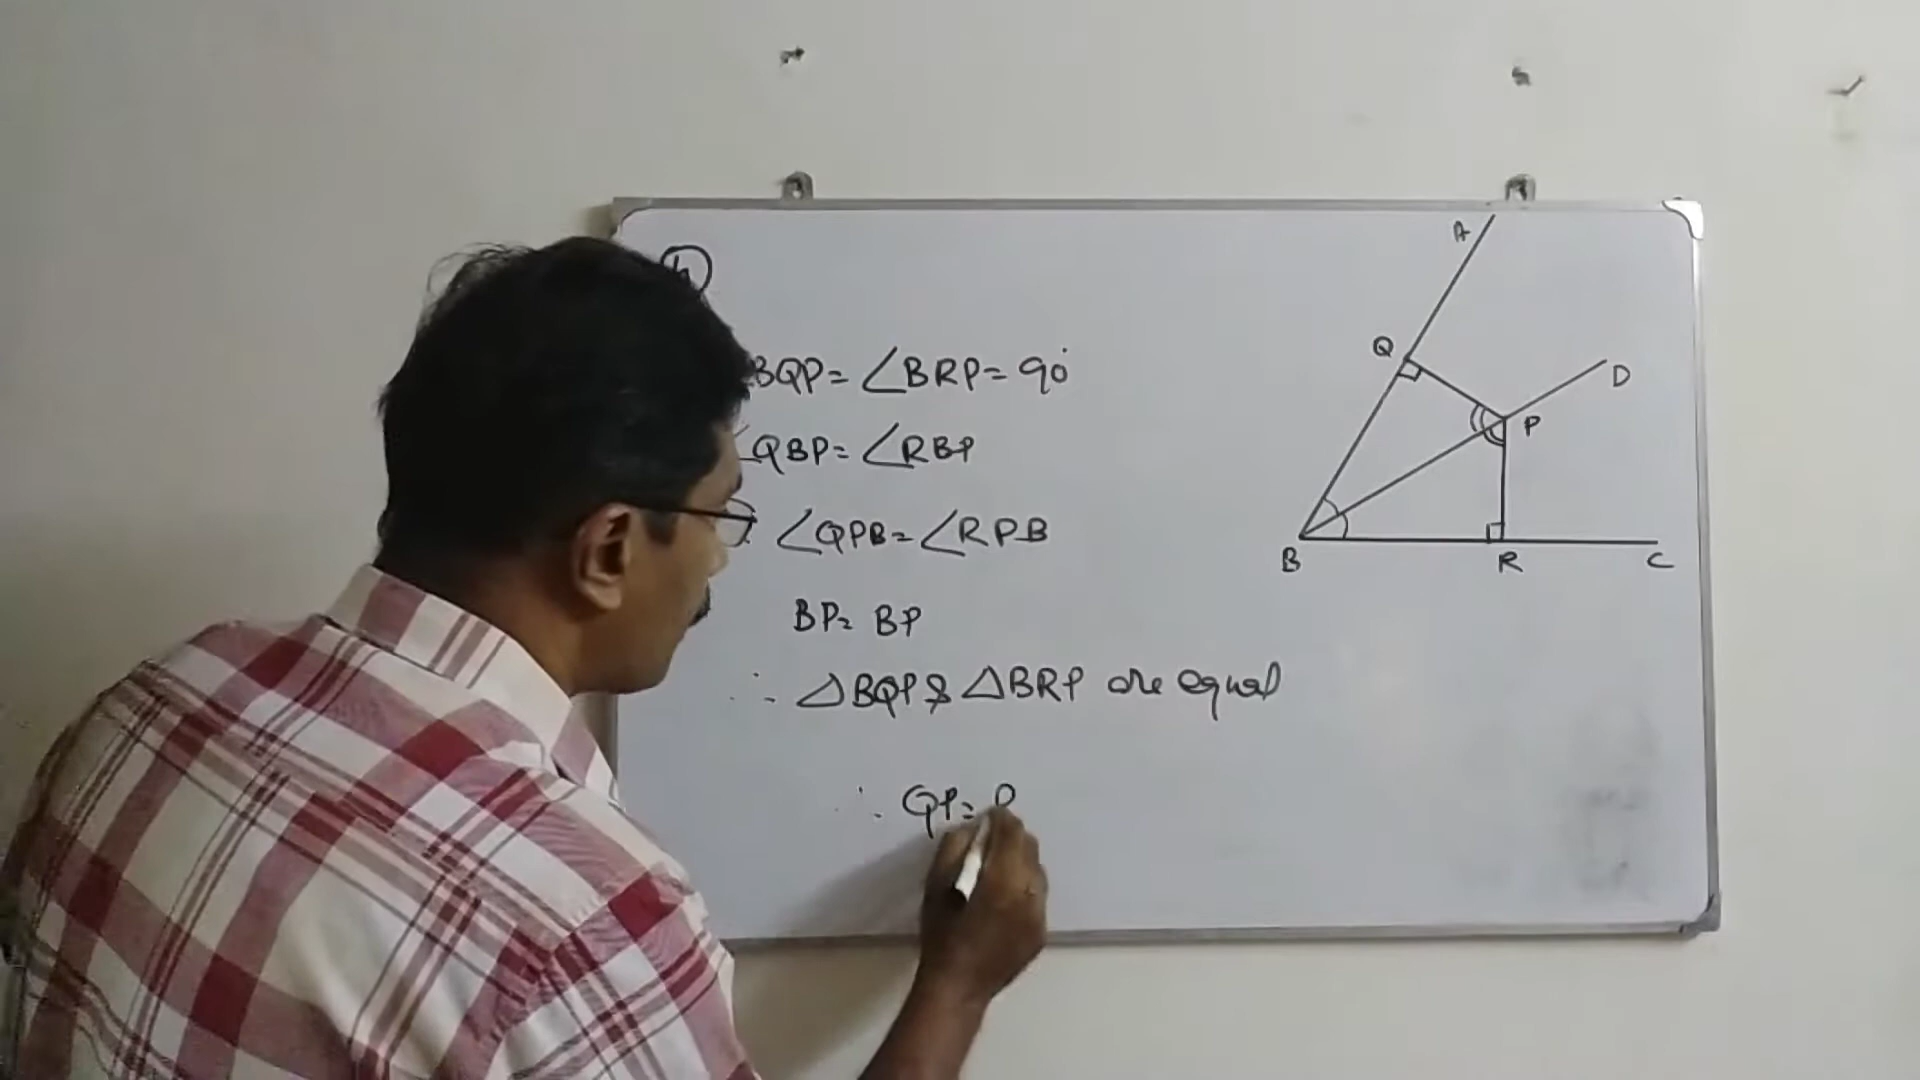 BQP = ∠BRP = 90°
∠QBP = ∠RBP
∠QPB = ∠RPB
BP = BP
∴ △BQP & △BRP are equal
∴ QP =
A
Q
D
P
B
R
C